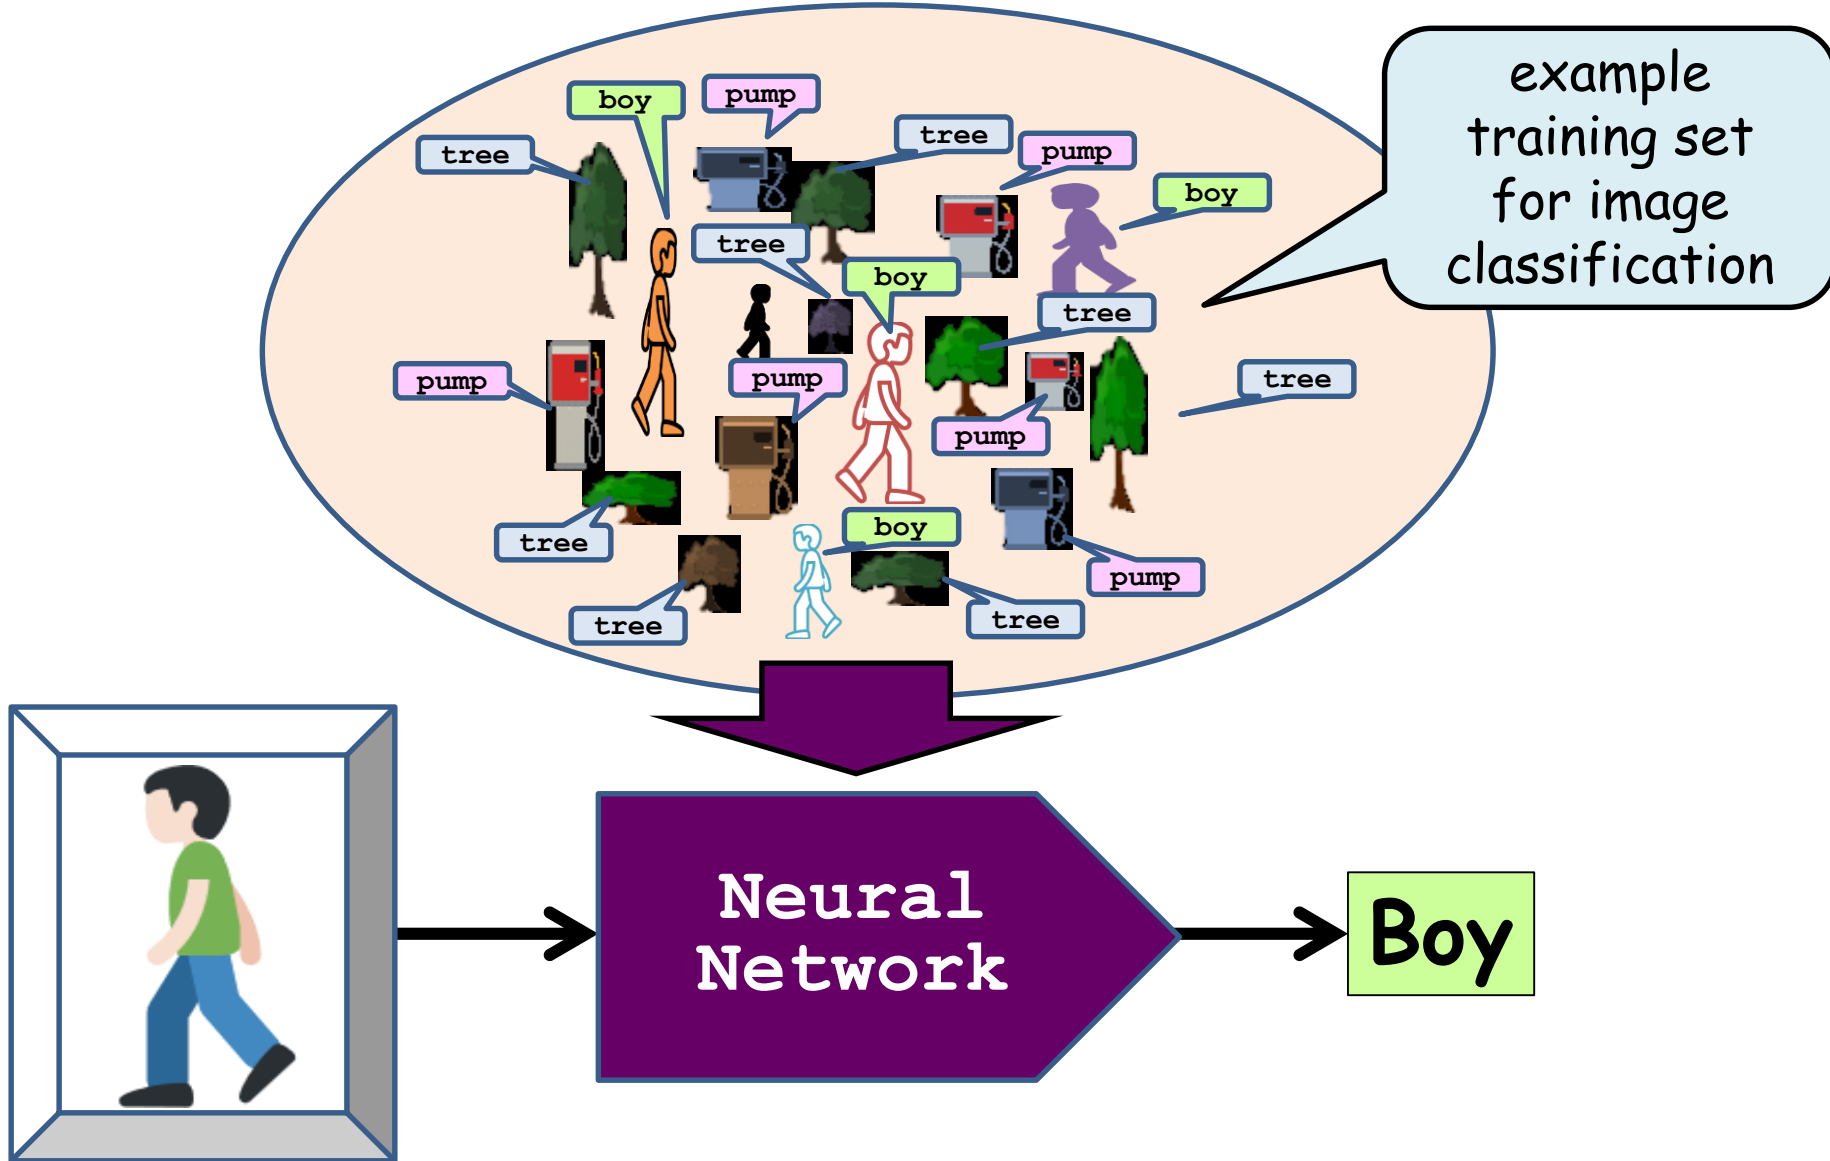 boy
pump
tree
tree
pump
boy
tree
boy
tree
pump
pump
tree
pump
boy
tree
pump
tree
tree
example
training set
for image
classification
Neural
Network
Boy